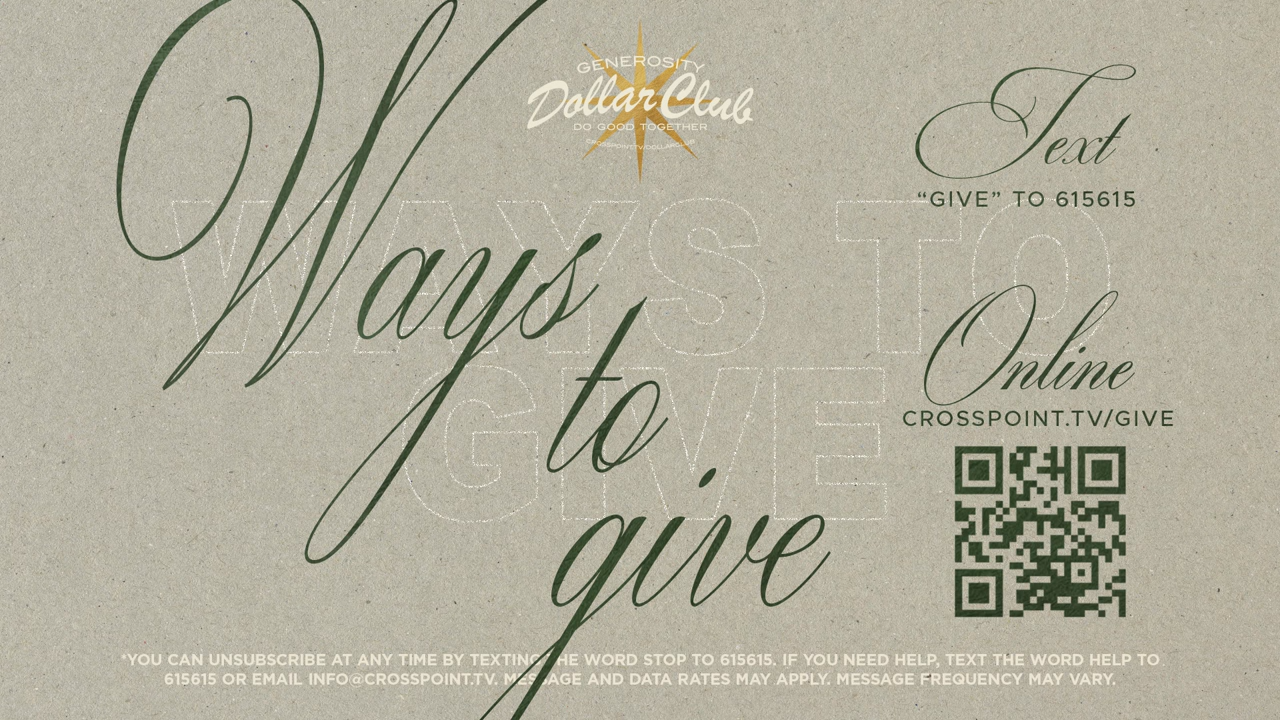 GENEROSITY
Dollar Club
DO GOOD TOGETHER
CROSSPOINT.TV/DOLLARCLUB
Ways
to
give
WAYS TO
GIVE
Text
“GIVE” TO 615615
Online
CROSSPOINT.TV/GIVE
*YOU CAN UNSUBSCRIBE AT ANY TIME BY TEXTING THE WORD STOP TO 615615. IF YOU NEED HELP, TEXT THE WORD HELP TO
615615 OR EMAIL INFO@CROSSPOINT.TV. MESSAGE AND DATA RATES MAY APPLY. MESSAGE FREQUENCY MAY VARY.